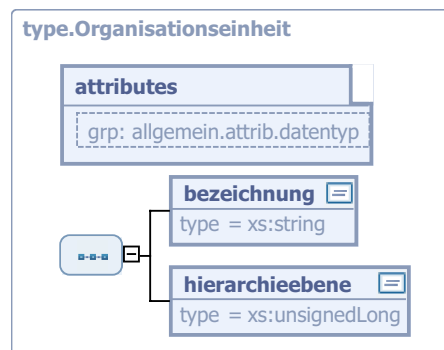 type.Organisationseinheit
attributes
grp: allgemein.attrib.datentyp
bezeichnung
type = xs:string
hierarchieebene
type = xs:unsignedLong